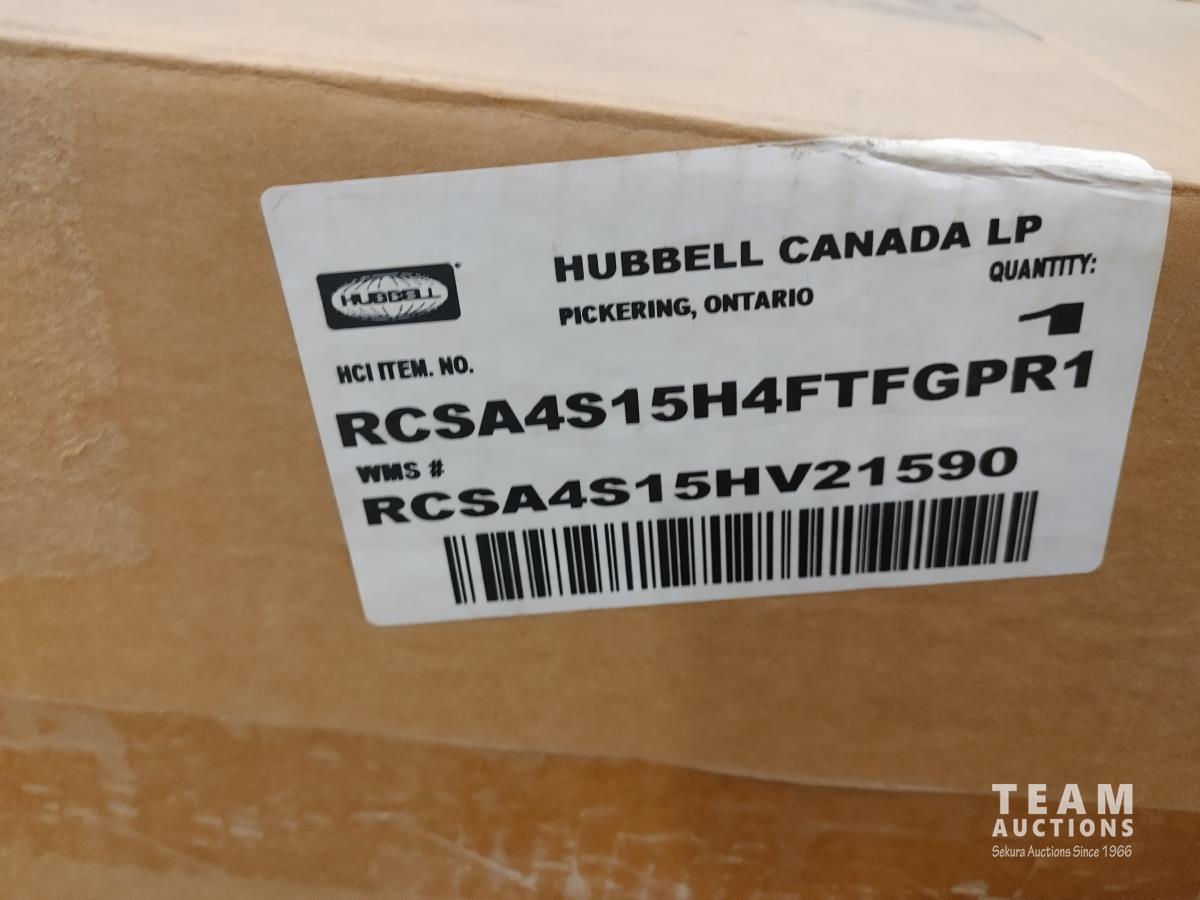 HUBBELL
HUBBELL CANADA LP
PICKERING, ONTARIO
QUANTITY:
1
HCI ITEM. NO.
RCSA4S15H4FTFGPR1
WMS #
RCSA4S15HV21590
TEAM
AUCTIONS
Sekura Auctions Since 1966